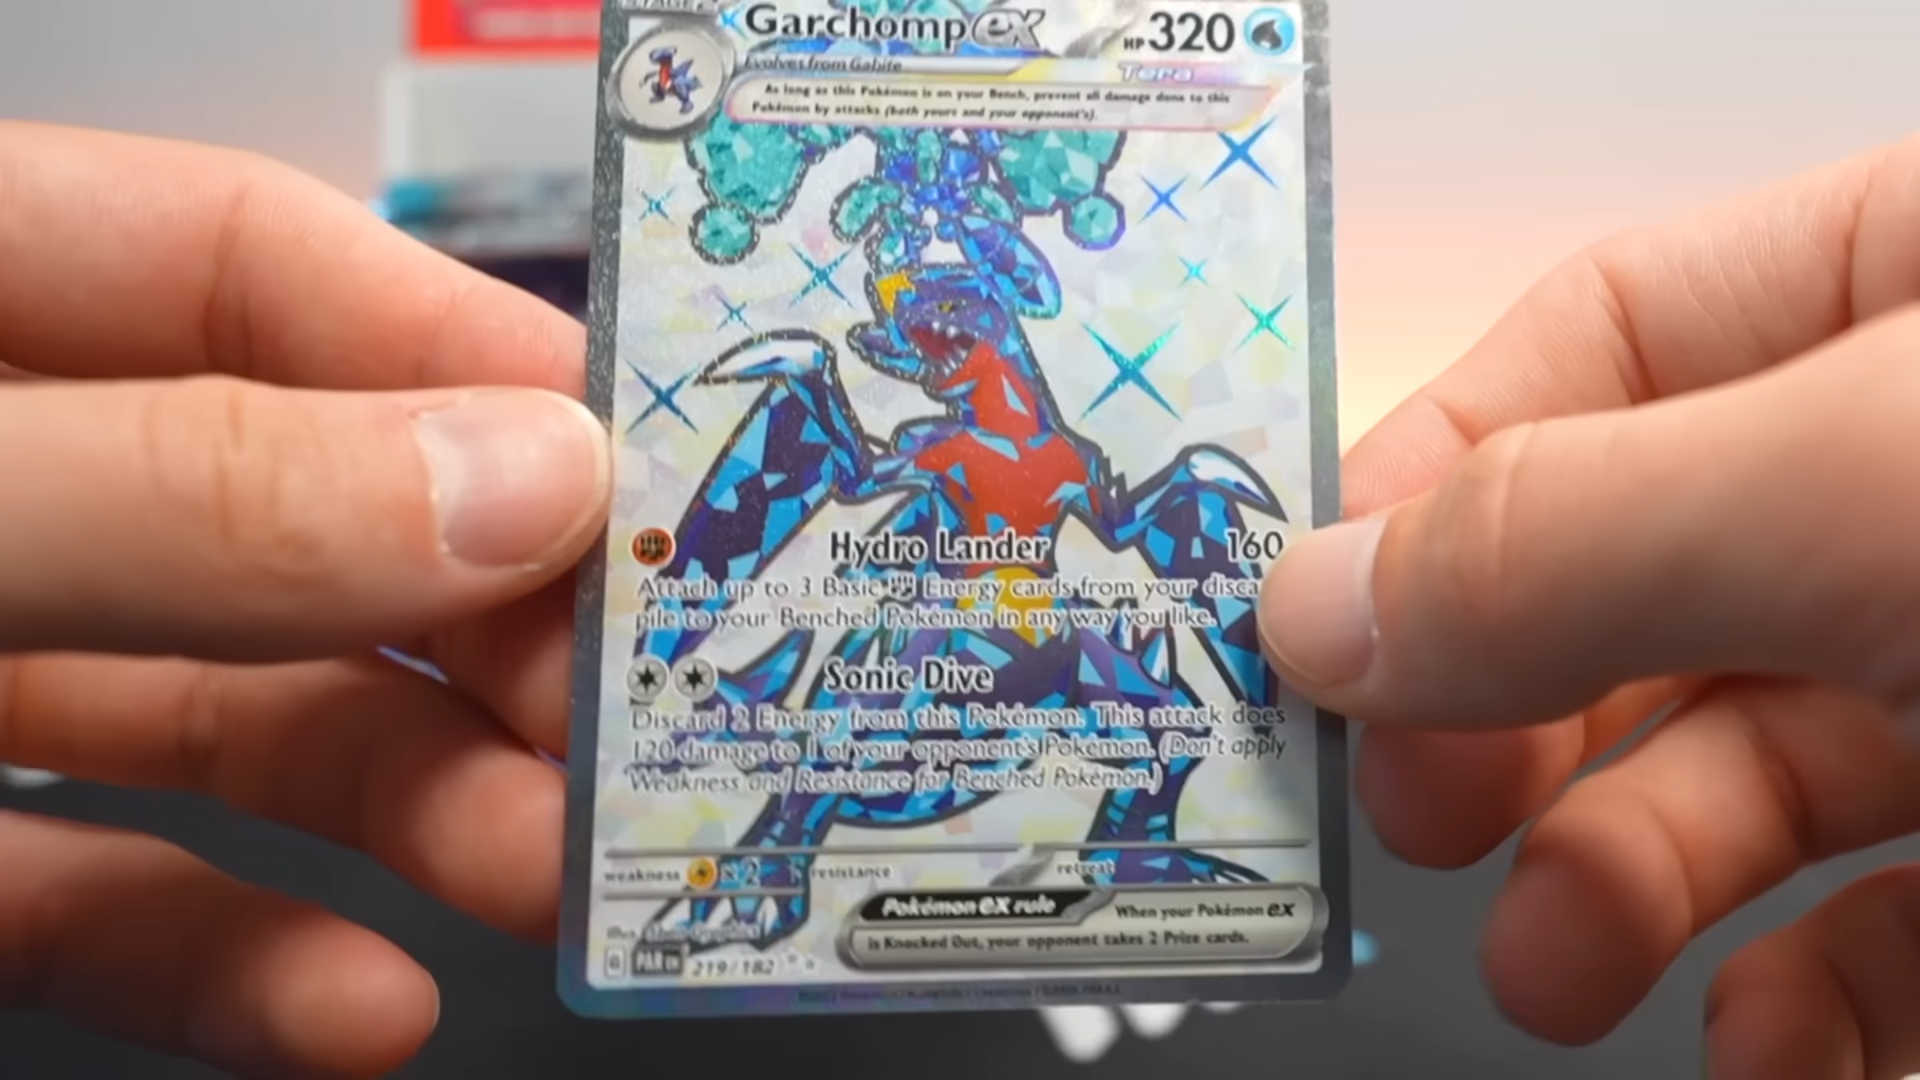 Garchomp ex HP 320
Evolves from Gabite
Tera
As long as this Pokémon is on your Bench, prevent all damage done to this
Pokémon by attacks (both yours and your opponent's).
Hydro Lander 160
Attach up to 3 Basic Energy cards from your disca
pile to your Benched Pokémon in any way you like.
Sonic Dive
Discard 2 Energy from this Pokémon. This attack does
120 damage to 1 of your opponent's Pokémon. (Don't apply
Weakness and Resistance for Benched Pokémon.)
weakness ×2 resistance retreat
Pokémon ex rule When your Pokémon ex
is Knocked Out, your opponent takes 2 Prize cards.
Illus.
G PAR EN 219/182